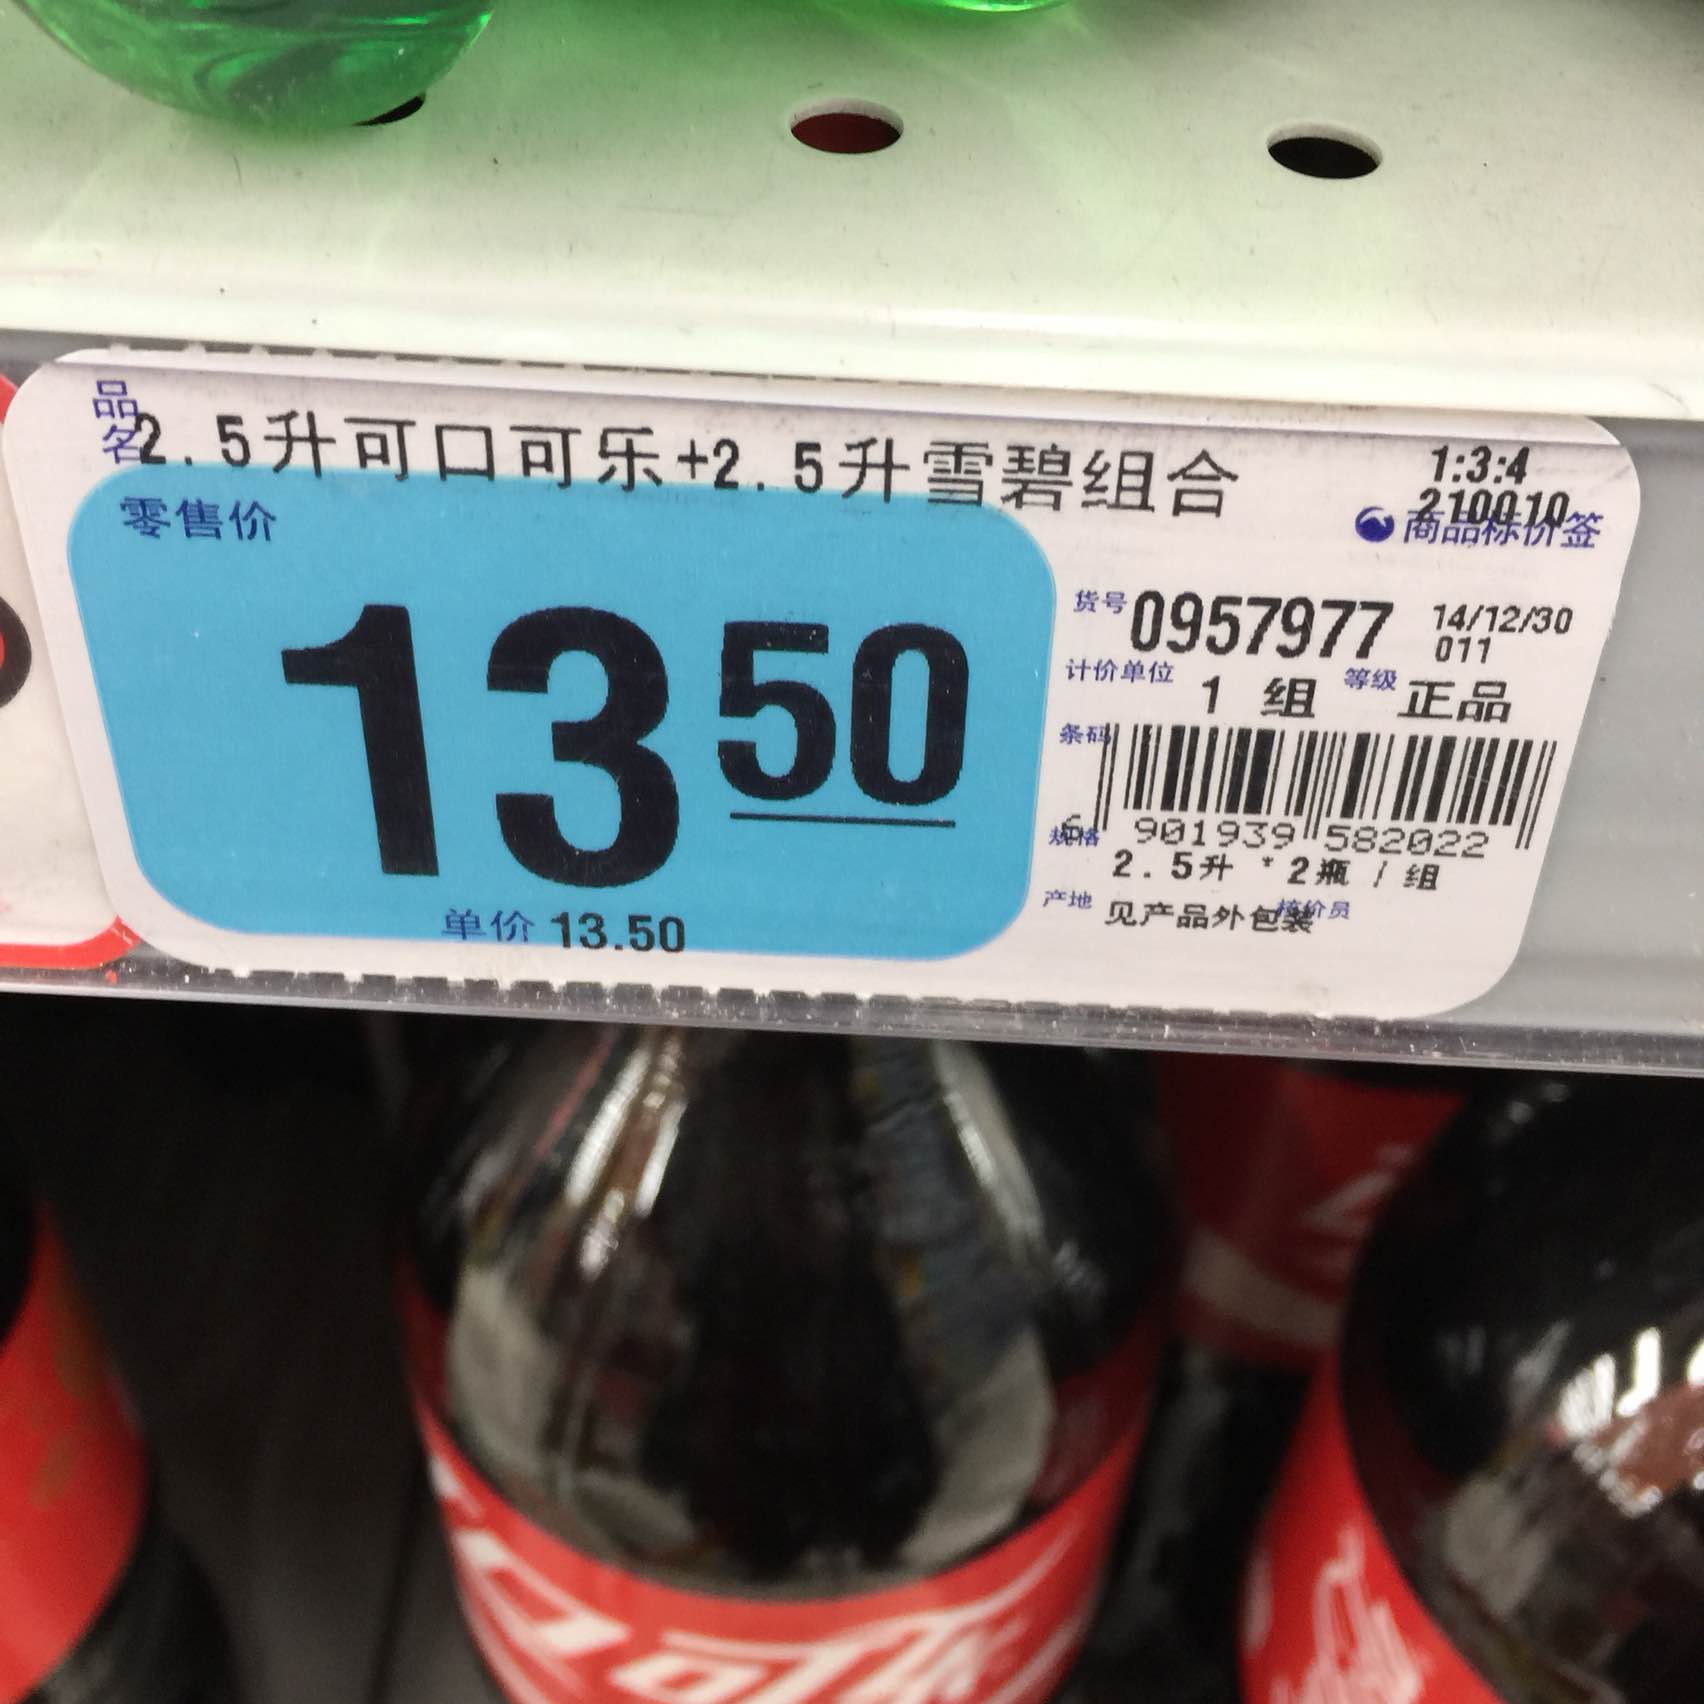 品名 2.5升可口可乐+2.5升雪碧组合
1:3:4
210010
商品标价签
零售价
13 50
单价 13.50
货号 0957977 14/12/30
011
计价单位 1 组 等级 正品
条码
6 901939 582022
规格 2.5升 *2瓶 / 组
产地 见产品外包装 核价员
口可乐